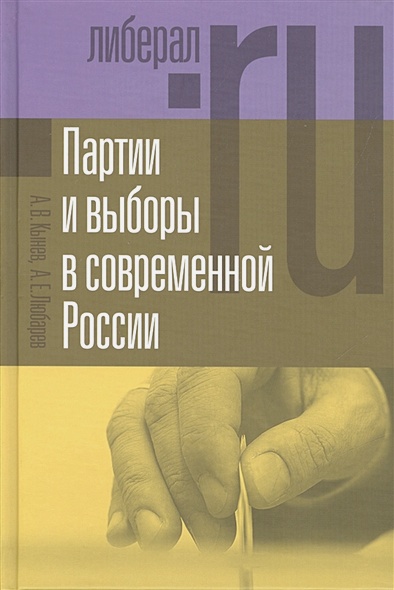 либерал
.ru
Партии
и выборы
в современной
России
А. В. Кынев, А. Е. Любарев